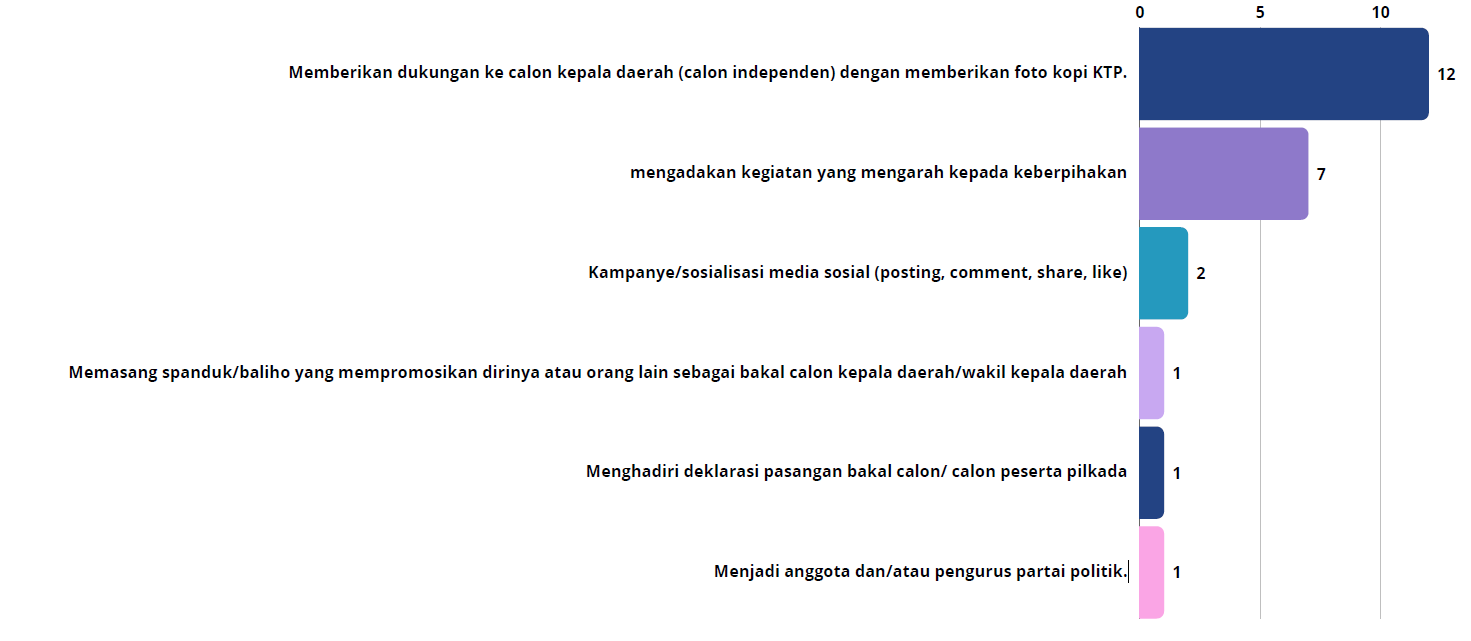 0 5 10
Memberikan dukungan ke calon kepala daerah (calon independen) dengan memberikan foto kopi KTP. 12
mengadakan kegiatan yang mengarah kepada keberpihakan 7
Kampanye/sosialisasi media sosial (posting, comment, share, like) 2
Memasang spanduk/baliho yang mempromosikan dirinya atau orang lain sebagai bakal calon kepala daerah/wakil kepala daerah 1
Menghadiri deklarasi pasangan bakal calon/ calon peserta pilkada 1
Menjadi anggota dan/atau pengurus partai politik. 1